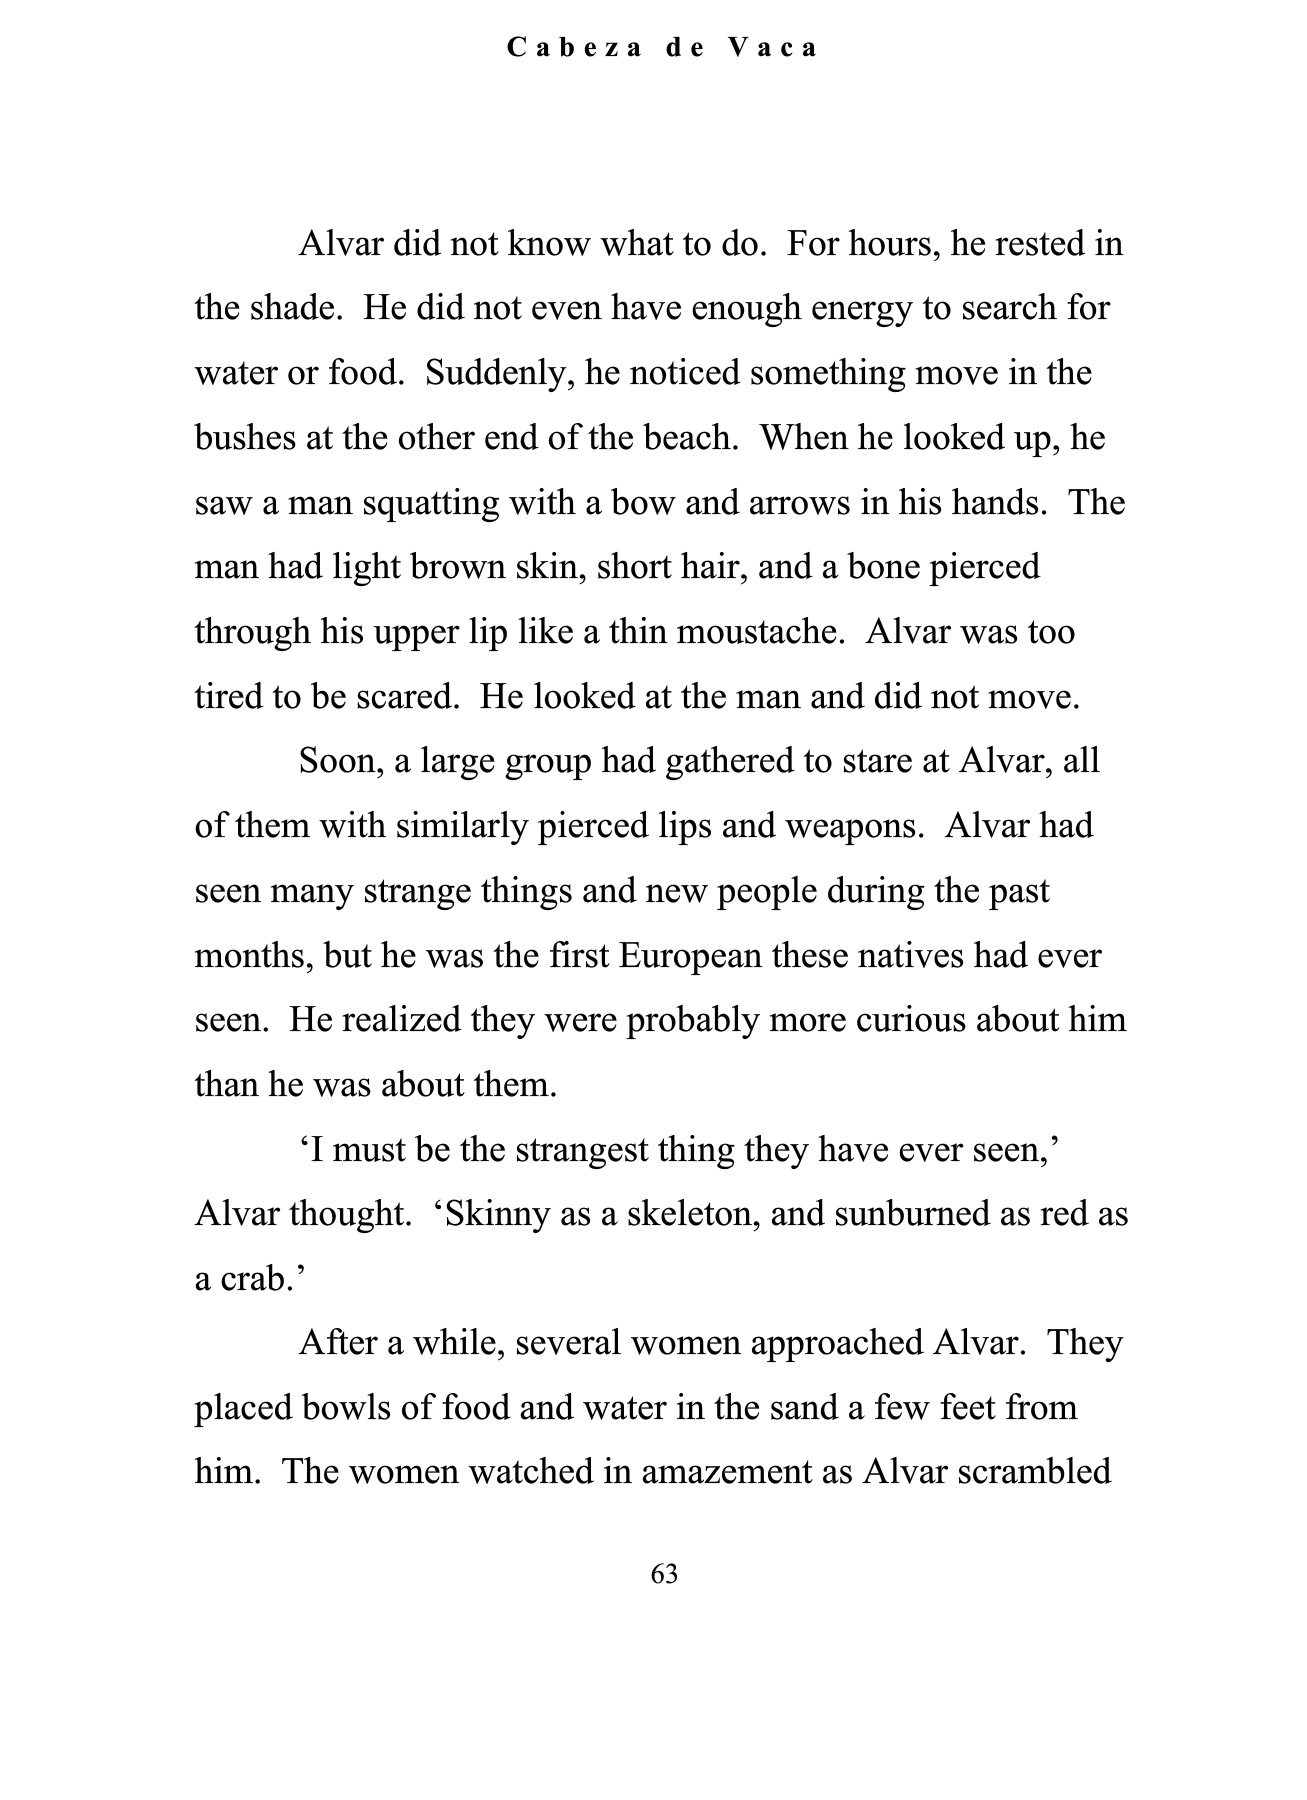 Cabeza de Vaca
Alvar did not know what to do.  For hours, he rested in
the shade.  He did not even have enough energy to search for
water or food.  Suddenly, he noticed something move in the
bushes at the other end of the beach.  When he looked up, he
saw a man squatting with a bow and arrows in his hands.  The
man had light brown skin, short hair, and a bone pierced
through his upper lip like a thin moustache.  Alvar was too
tired to be scared.  He looked at the man and did not move.
Soon, a large group had gathered to stare at Alvar, all
of them with similarly pierced lips and weapons.  Alvar had
seen many strange things and new people during the past
months, but he was the first European these natives had ever
seen.  He realized they were probably more curious about him
than he was about them.
‘I must be the strangest thing they have ever seen,’
Alvar thought.  ‘Skinny as a skeleton, and sunburned as red as
a crab.’
After a while, several women approached Alvar.  They
placed bowls of food and water in the sand a few feet from
him.  The women watched in amazement as Alvar scrambled
63